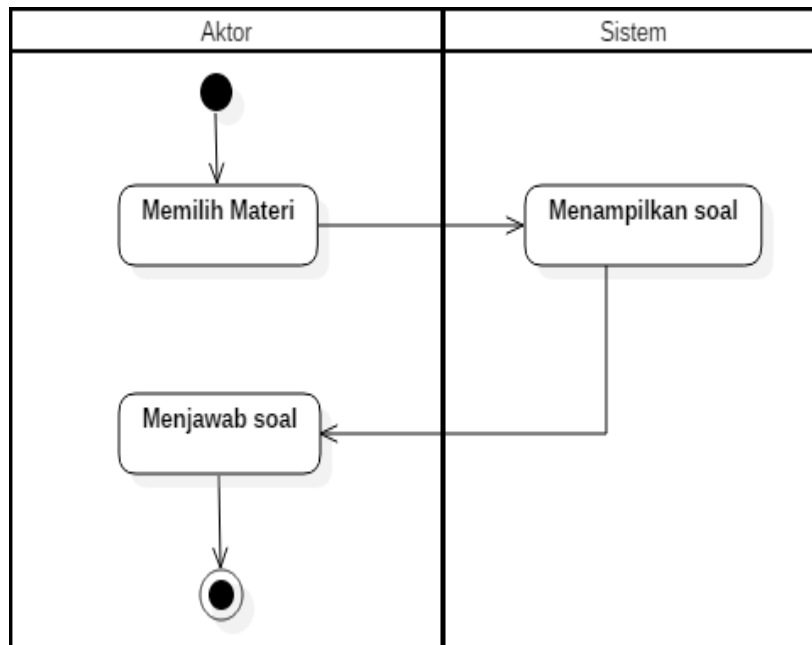 Aktor
Sistem
Memilih Materi
Menampilkan soal
Menjawab soal